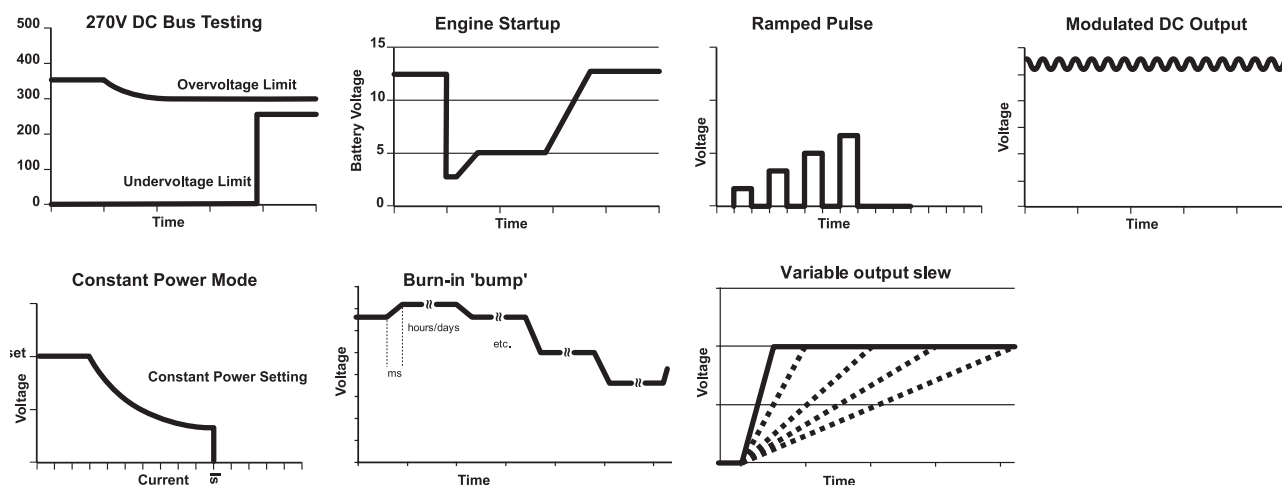 270V DC Bus Testing
500
400
300
200
100
0
Overvoltage Limit
Undervoltage Limit
Time
Engine Startup
15
10
5
0
Battery Voltage
Time
Ramped Pulse
Voltage
Time
Modulated DC Output
Voltage
Time
Constant Power Mode
set
Voltage
Constant Power Setting
Current
Is
Burn-in 'bump'
hours/days
ms
etc.
Voltage
Time
Variable output slew
Voltage
Time